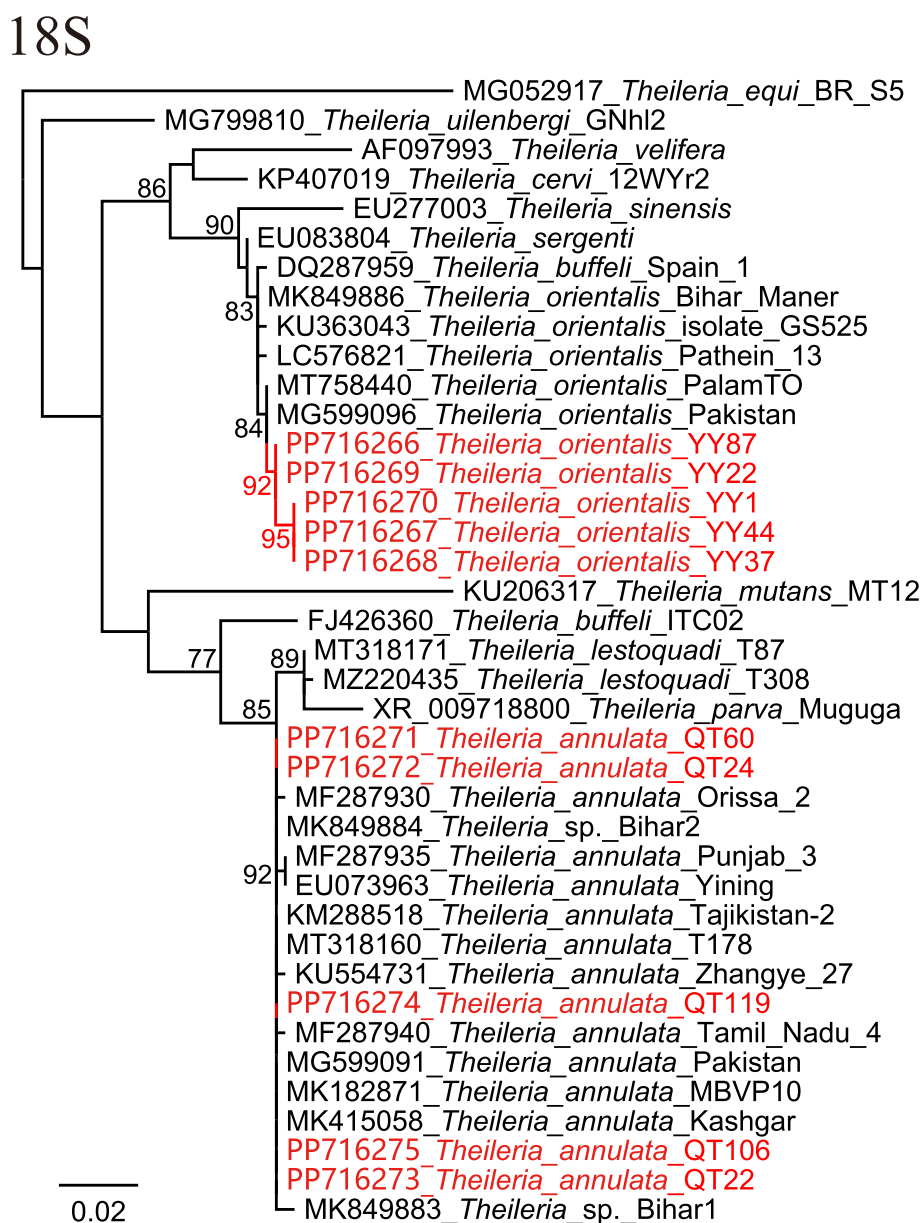 18S
MG052917_Theileria_equi_BR_S5
MG799810_Theileria_uilenbergi_GNhl2
AF097993_Theileria_velifera
86
KP407019_Theileria_cervi_12WYr2
90
EU277003_Theileria_sinensis
EU083804_Theileria_sergenti
DQ287959_Theileria_buffeli_Spain_1
MK849886_Theileria_orientalis_Bihar_Maner
83
KU363043_Theileria_orientalis_isolate_GS525
LC576821_Theileria_orientalis_Pathein_13
MT758440_Theileria_orientalis_PalamTO
MG599096_Theileria_orientalis_Pakistan
84
PP716266_Theileria_orientalis_YY87
PP716269_Theileria_orientalis_YY22
92
PP716270_Theileria_orientalis_YY1
PP716267_Theileria_orientalis_YY44
95
PP716268_Theileria_orientalis_YY37
KU206317_Theileria_mutans_MT12
FJ426360_Theileria_buffeli_ITC02
77
89
MT318171_Theileria_lestoquadi_T87
MZ220435_Theileria_lestoquadi_T308
85
XR_009718800_Theileria_parva_Muguga
PP716271_Theileria_annulata_QT60
PP716272_Theileria_annulata_QT24
MF287930_Theileria_annulata_Orissa_2
MK849884_Theileria_sp._Bihar2
MF287935_Theileria_annulata_Punjab_3
92
EU073963_Theileria_annulata_Yining
KM288518_Theileria_annulata_Tajikistan-2
MT318160_Theileria_annulata_T178
KU554731_Theileria_annulata_Zhangye_27
PP716274_Theileria_annulata_QT119
MF287940_Theileria_annulata_Tamil_Nadu_4
MG599091_Theileria_annulata_Pakistan
MK182871_Theileria_annulata_MBVP10
MK415058_Theileria_annulata_Kashgar
PP716275_Theileria_annulata_QT106
PP716273_Theileria_annulata_QT22
MK849883_Theileria_sp._Bihar1
0.02